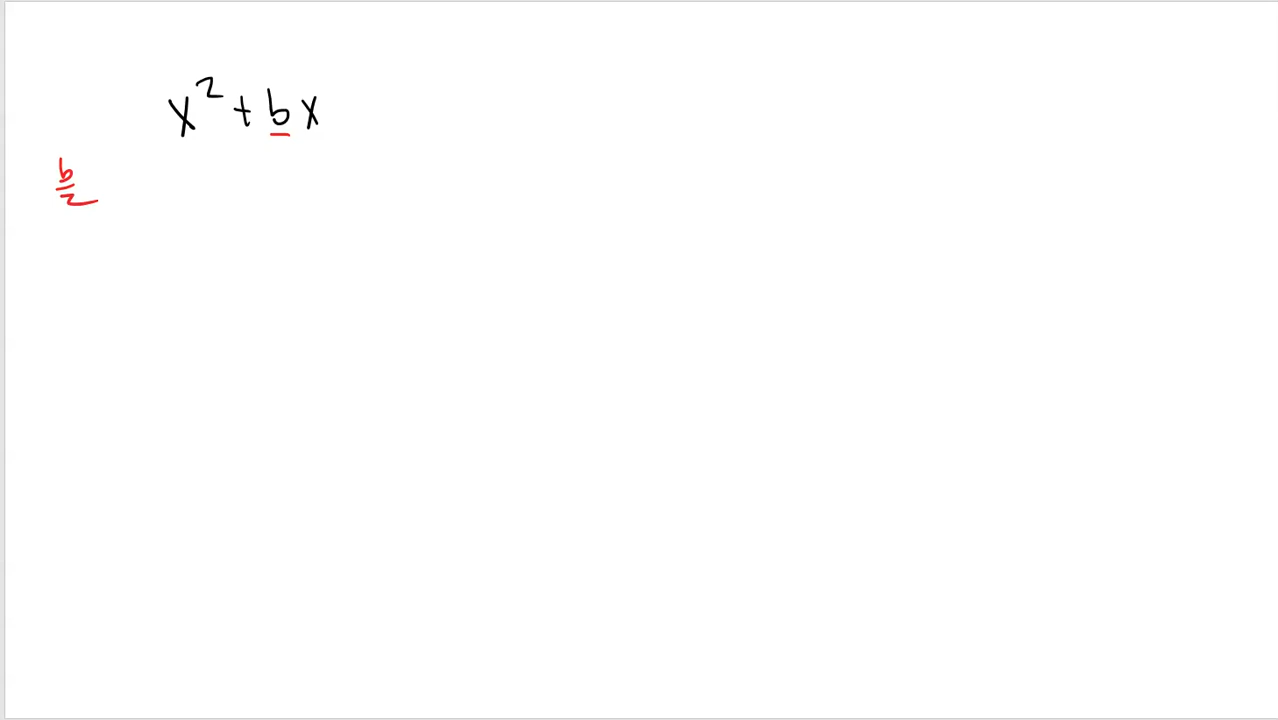 x² + bx
b/2